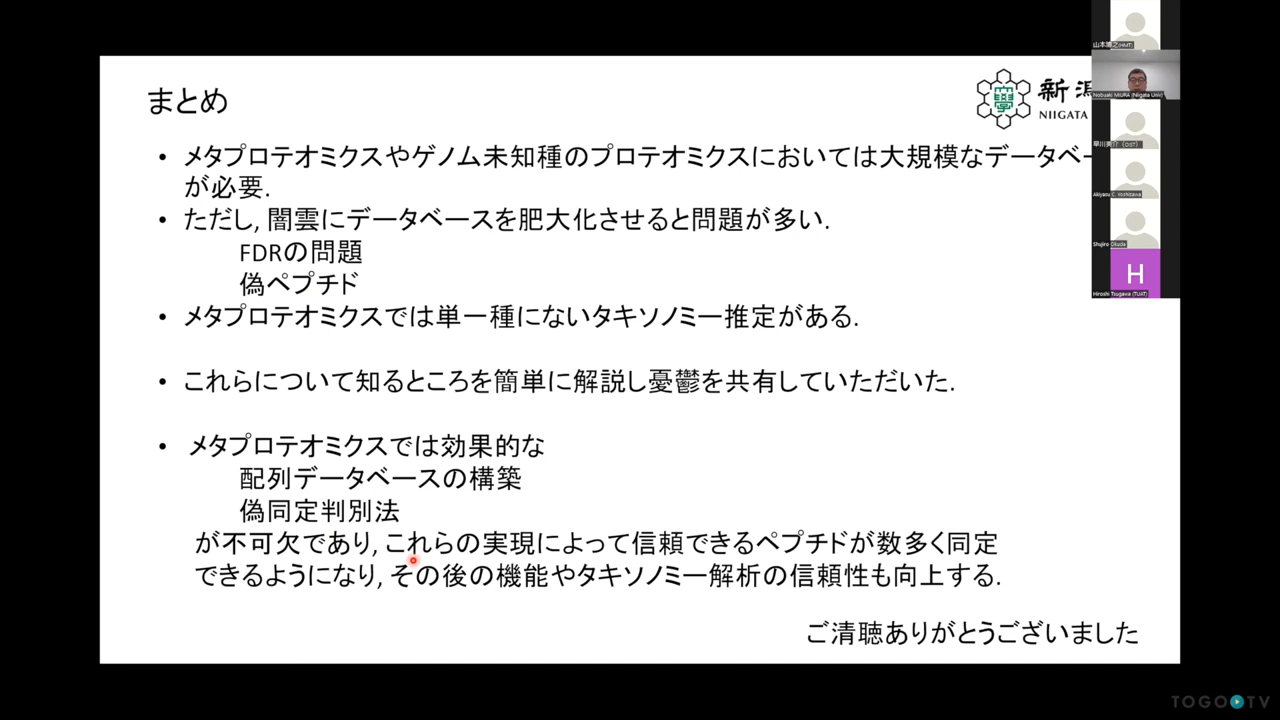 まとめ
新潟
NIIGATA
• メタプロテオミクスやゲノム未知種のプロテオミクスにおいては大規模なデータベー
が必要.
• ただし, 闇雲にデータベースを肥大化させると問題が多い.
FDRの問題
偽ペプチド
• メタプロテオミクスでは単一種にないタキソノミー推定がある.
• これらについて知るところを簡単に解説し憂鬱を共有していただいた.
• メタプロテオミクスでは効果的な
配列データベースの構築
偽同定判別法
が不可欠であり, これらの実現によって信頼できるペプチドが数多く同定
できるようになり, その後の機能やタキソノミー解析の信頼性も向上する.
ご清聴ありがとうございました
Nobuaki MIURA (Niigata Univ)
Akiyasu C. Yoshizawa
Shujiro Okuda
H
Hiroshi Tsugawa (TUAT)
TOGO TV